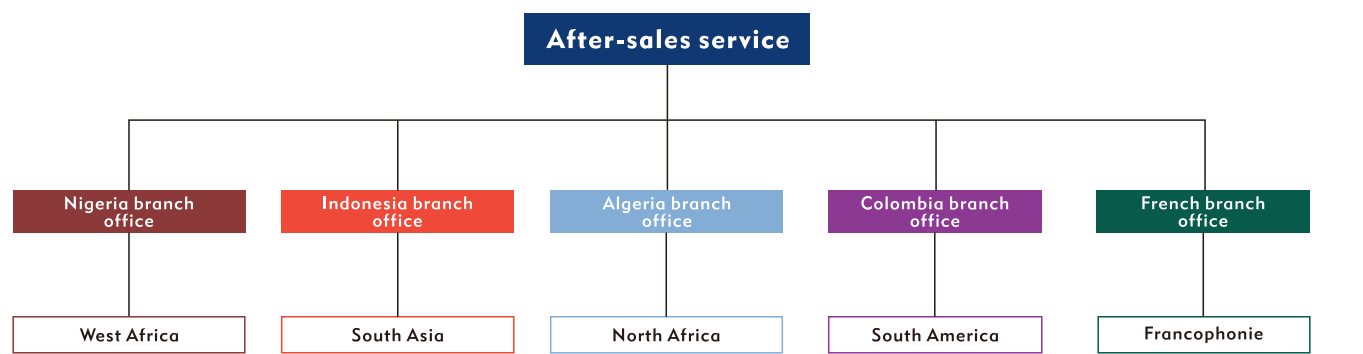 After-sales service
Nigeria branch
office
Indonesia branch
office
Algeria branch
office
Colombia branch
office
French branch
office
West Africa
South Asia
North Africa
South America
Francophonie